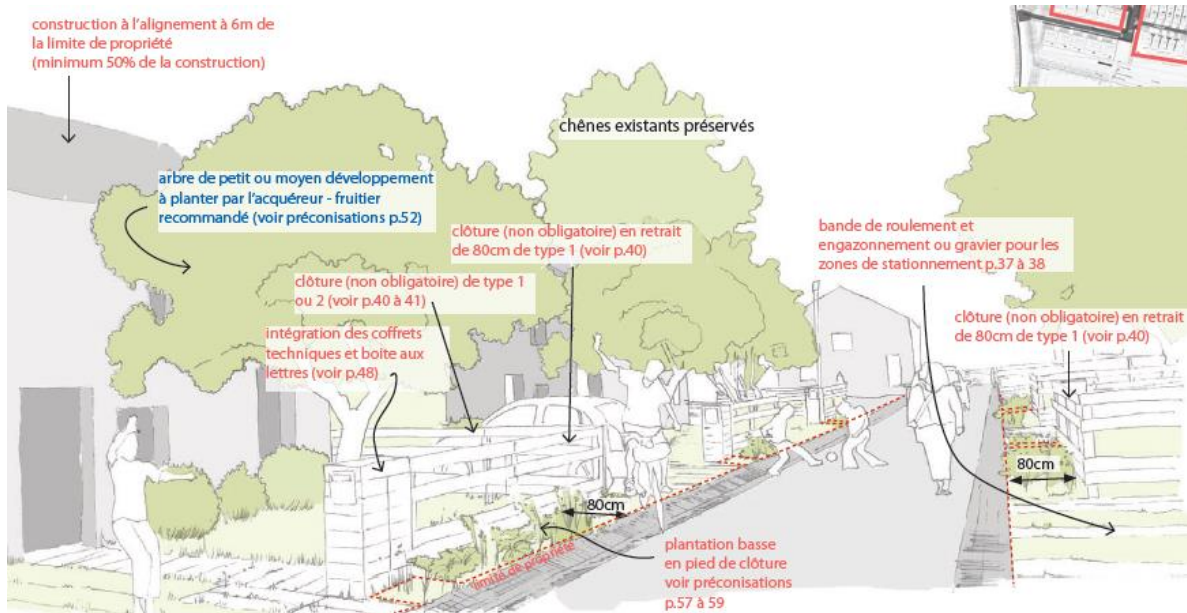 construction à l'alignement à 6m de
la limite de propriété
(minimum 50% de la construction)
chênes existants préservés
arbre de petit ou moyen développement
à planter par l'acquéreur - fruitier
recommandé (voir préconisations p.52)
clôture (non obligatoire) en retrait
de 80cm de type 1 (voir p.40)
bande de roulement et
engazonnement ou gravier pour les
zones de stationnement p.37 à 38
clôture (non obligatoire) de type 1
ou 2 (voir p.40 à 41)
clôture (non obligatoire) en retrait
de 80cm de type 1 (voir p.40)
intégration des coffrets
techniques et boite aux
lettres (voir p.48)
80cm
80cm
limite de propriété
plantation basse
en pied de clôture
voir préconisations
p.57 à 59